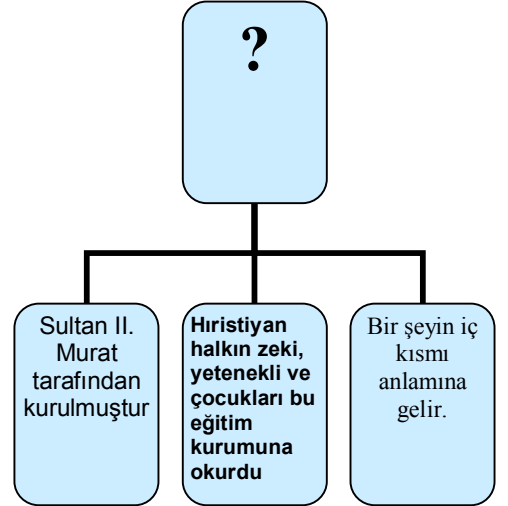 ?
Sultan II.
Murat
tarafından
kurulmuştur
Hıristiyan
halkın zeki,
yetenekli ve
çocukları bu
eğitim
kurumuna
okurdu
Bir şeyin iç
kısmı
anlamına
gelir.